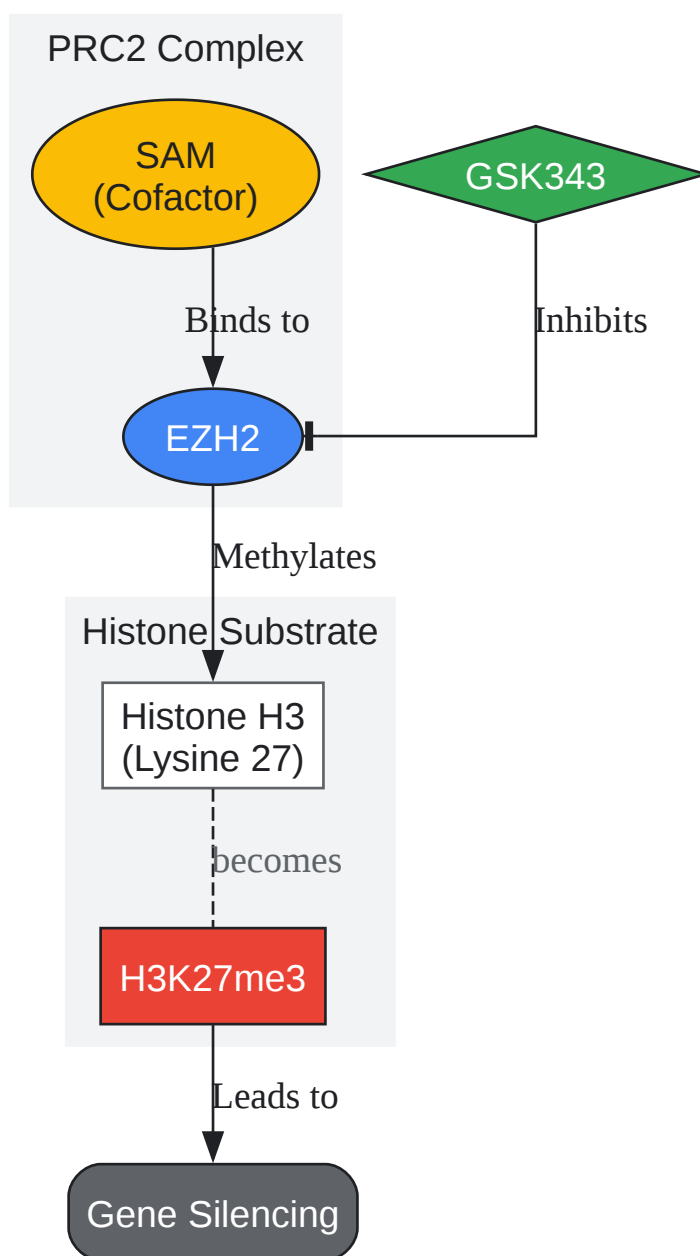 PRC2 Complex
SAM
(Cofactor)
GSK343
Binds to
Inhibits
EZH2
Methylates
Histone Substrate
Histone H3
(Lysine 27)
becomes
H3K27me3
Leads to
Gene Silencing